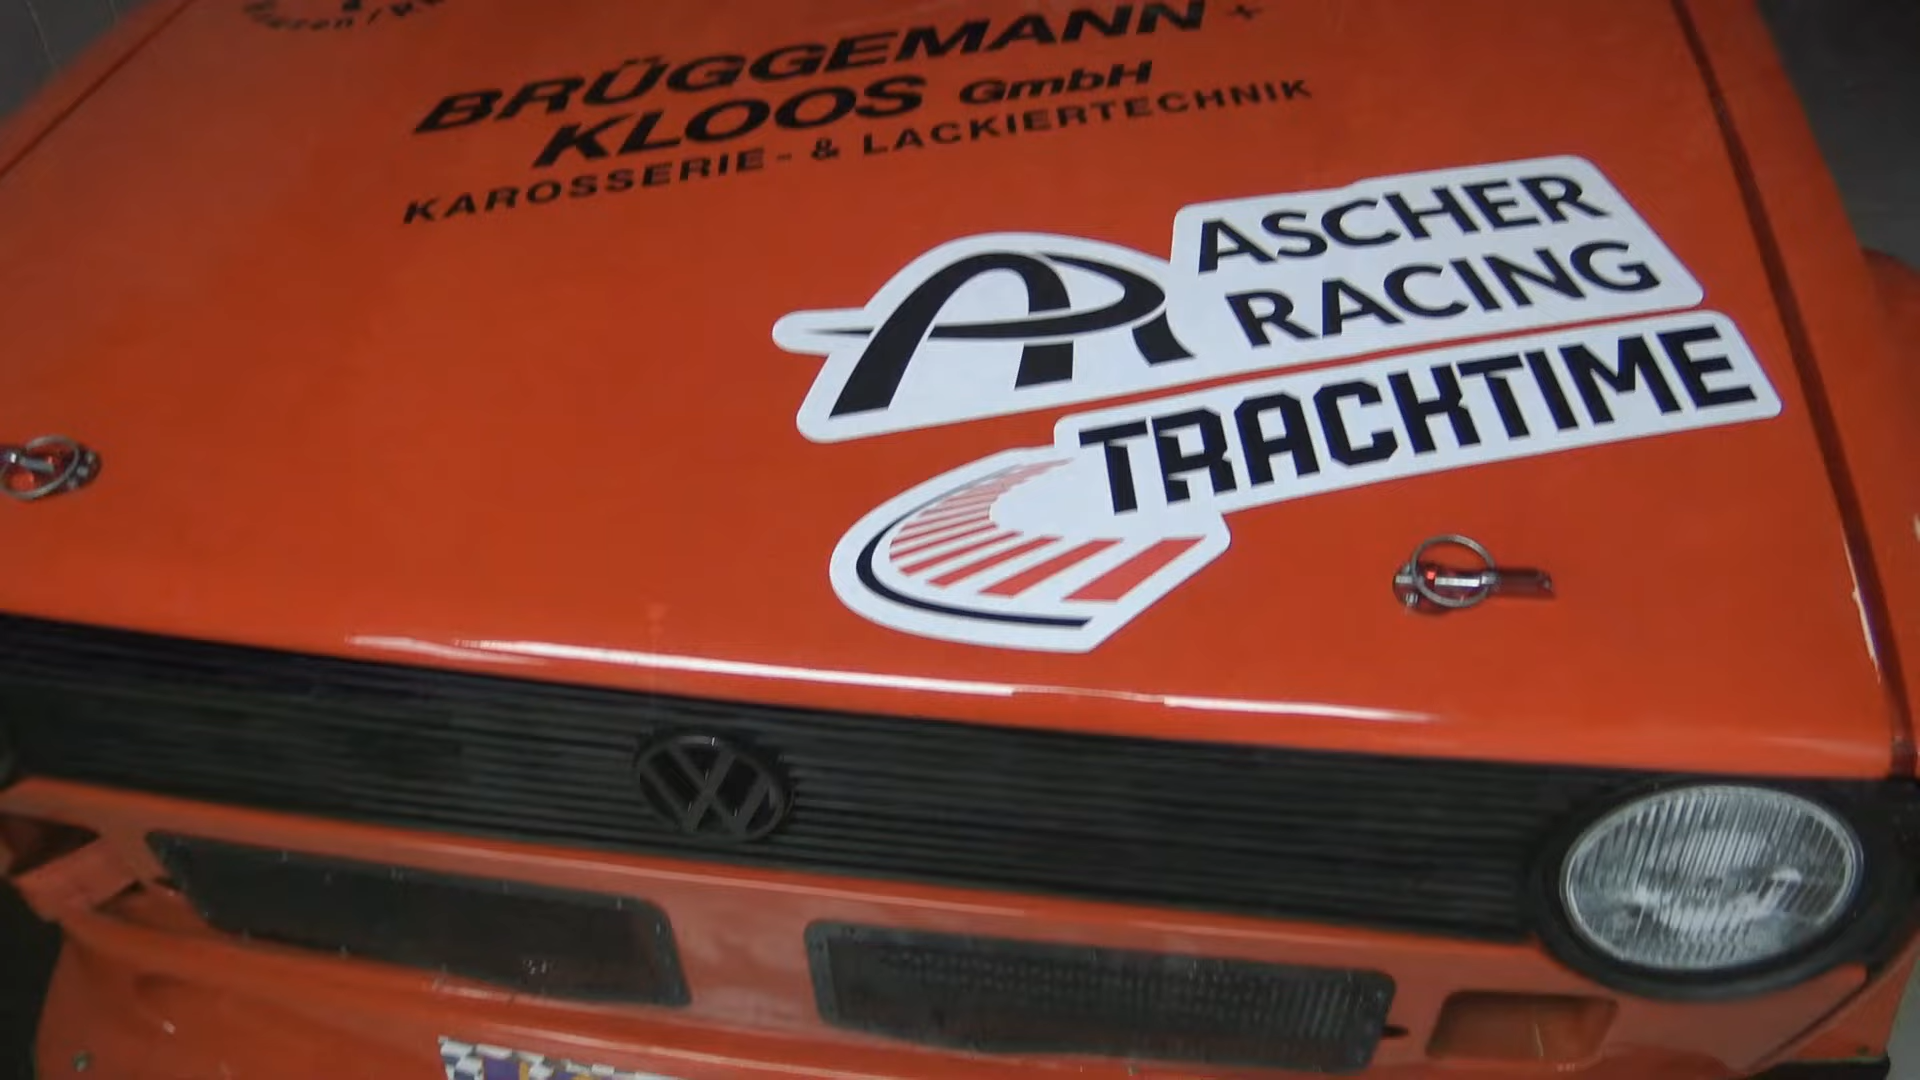 BRÜGGEMANN +
KLOOS GmbH
KAROSSERIE - & LACKIERTECHNIK
ASCHER
RACING
TRACKTIME